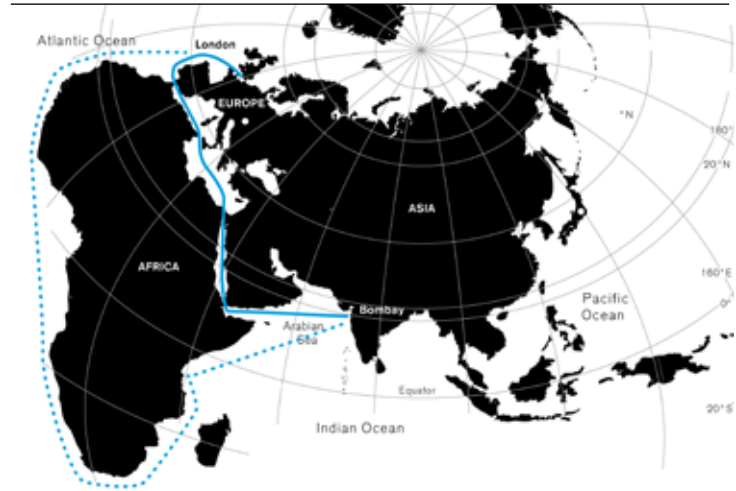 Atlantic Ocean
London
EUROPE
°N
180°
20°N
ASIA
AFRICA
160°E
0°
Pacific
Ocean
Bombay
Arabian
Sea
Equator
20°S
Indian Ocean